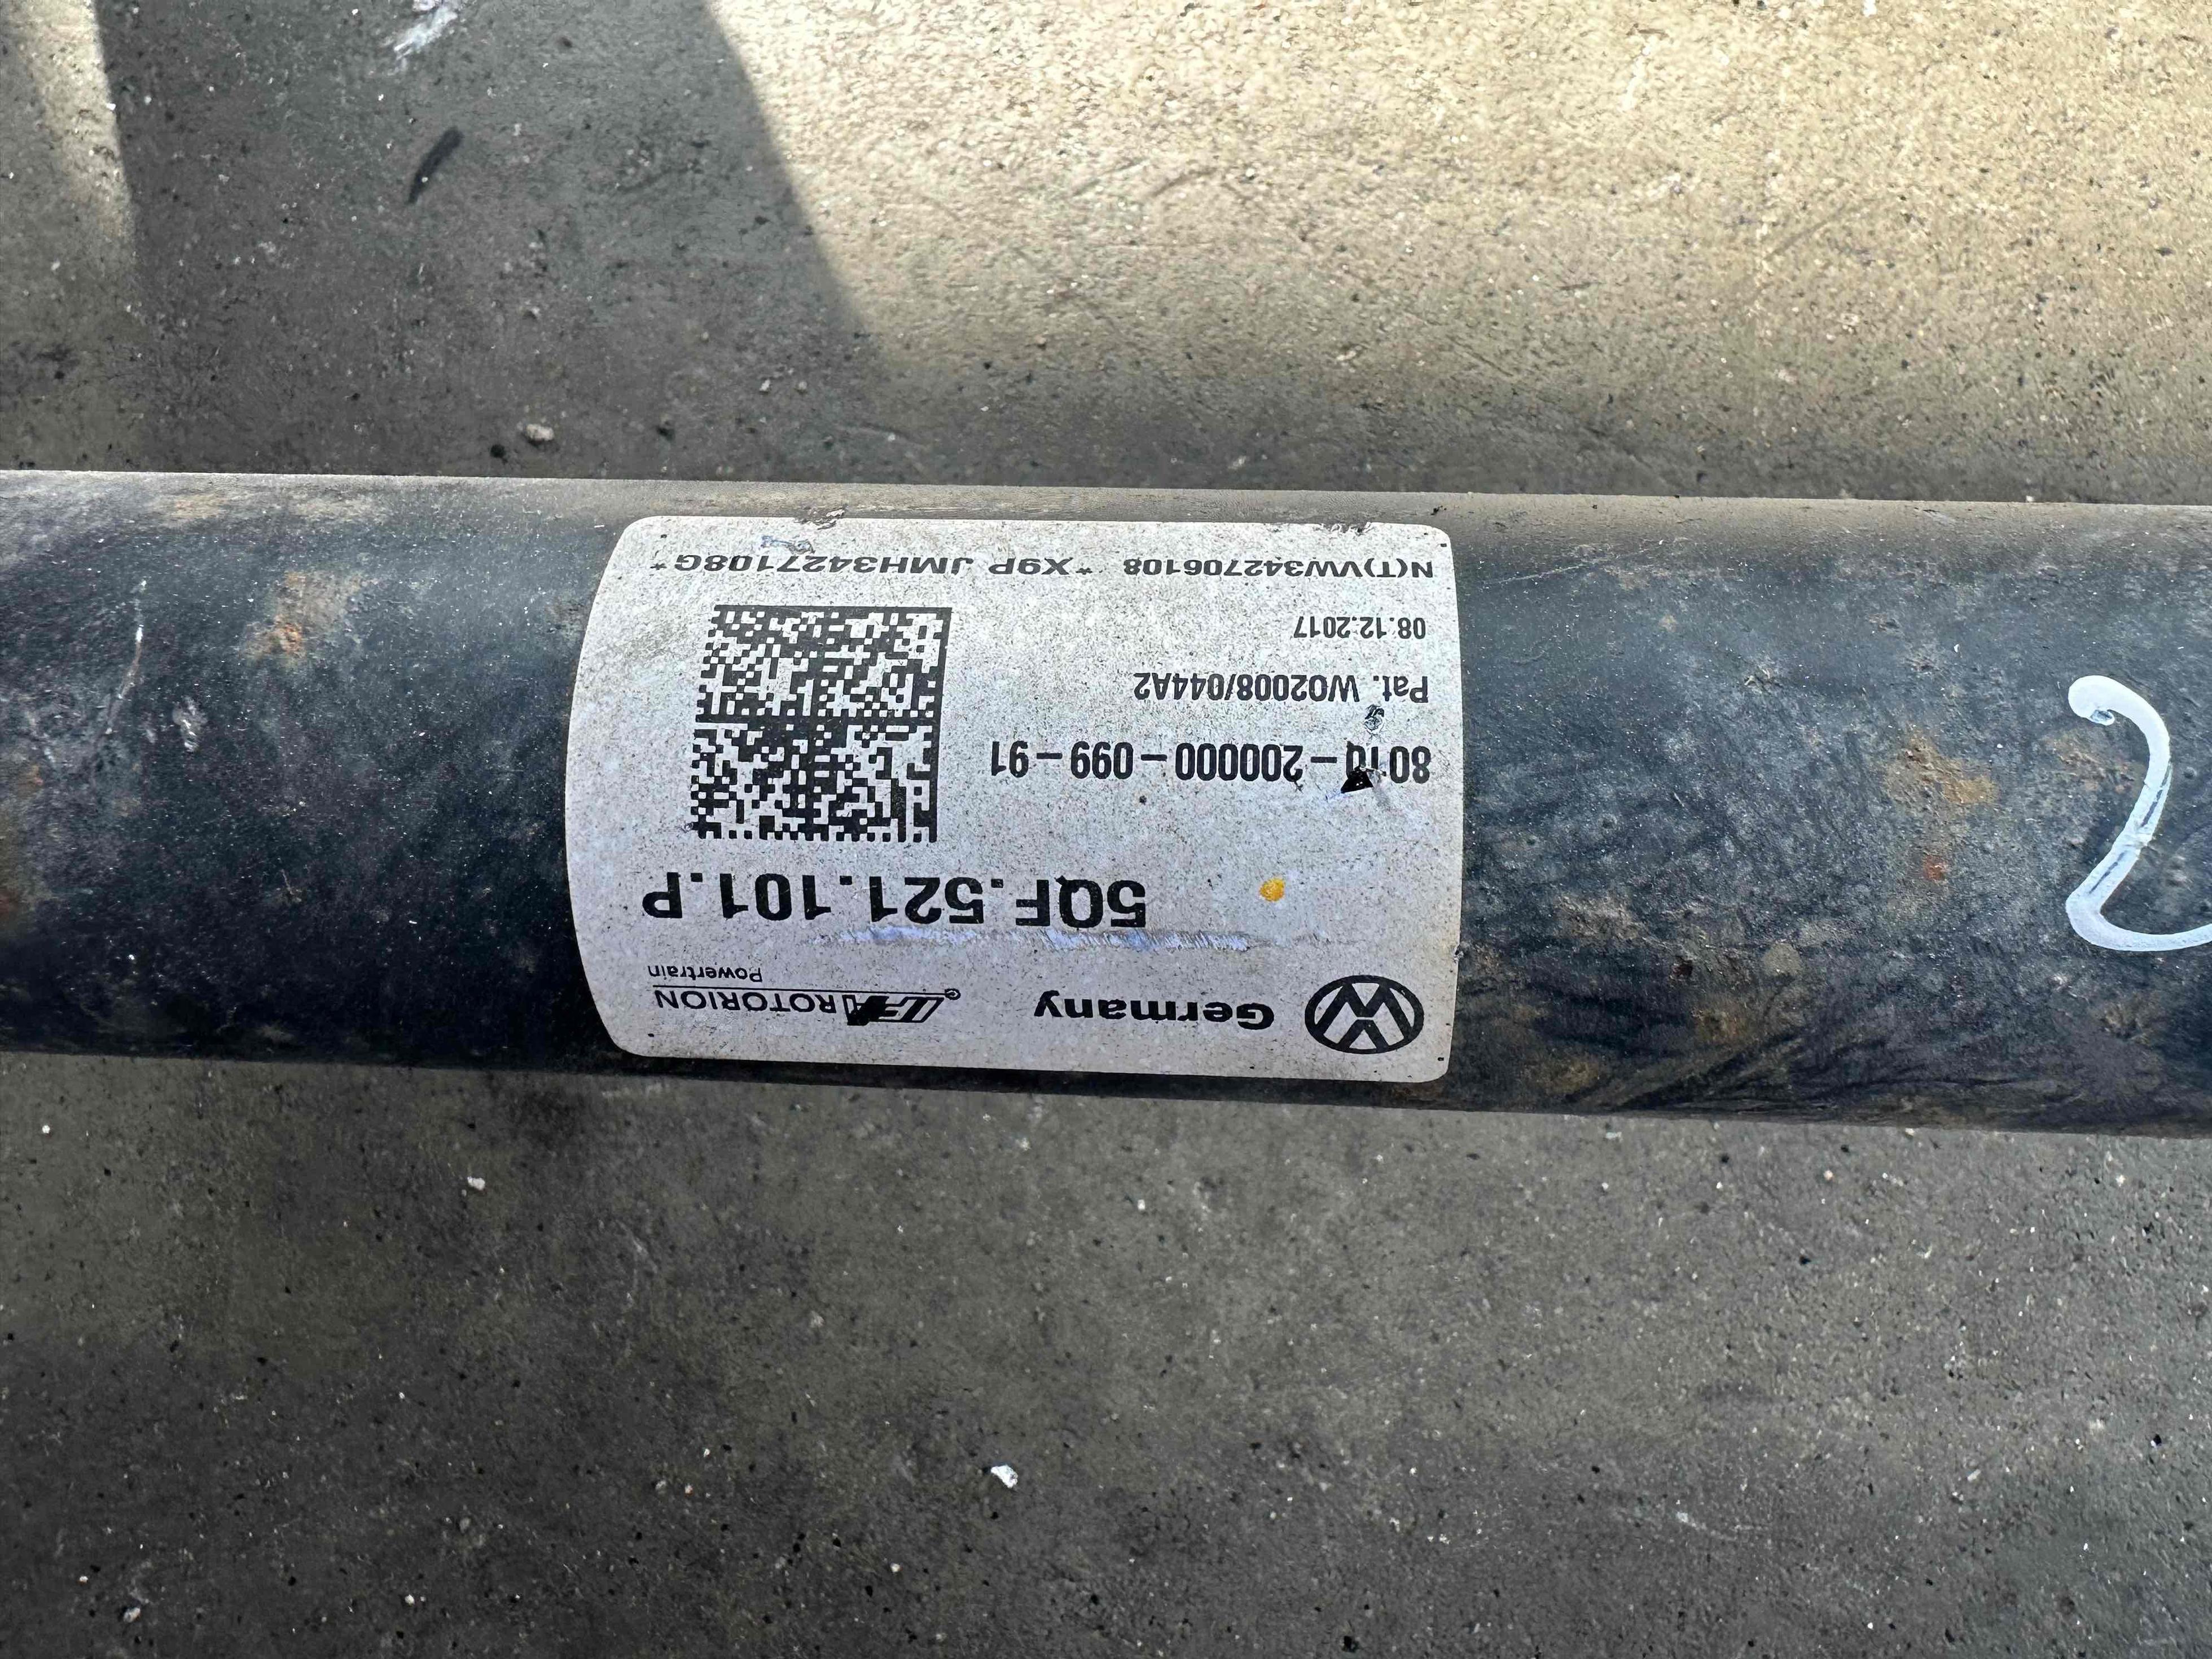 Germany
IFA ROTORION
Powertrain
5QF.521.101.P
801Q-200000-099-91
Pat. WO2008/044A2
08.12.2017
N(T)VW342706108 *X9P JMH3427108G*
2